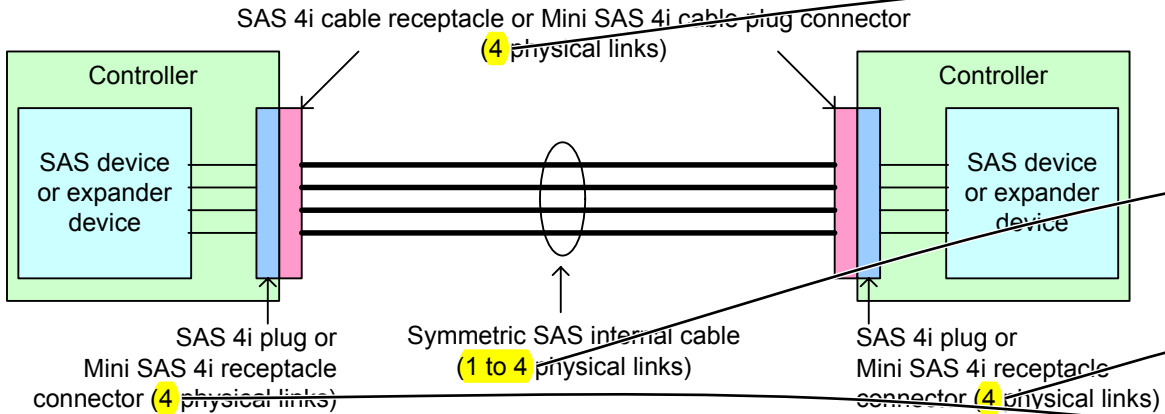 SAS 4i cable receptacle or Mini SAS 4i cable plug connector
(4 physical links)
Controller
Controller
SAS device
or expander
device
SAS device
or expander
device
SAS 4i plug or
Mini SAS 4i receptacle
connector (4 physical links)
Symmetric SAS internal cable
(1 to 4 physical links)
SAS 4i plug or
Mini SAS 4i receptacle
connector (4 physical links)